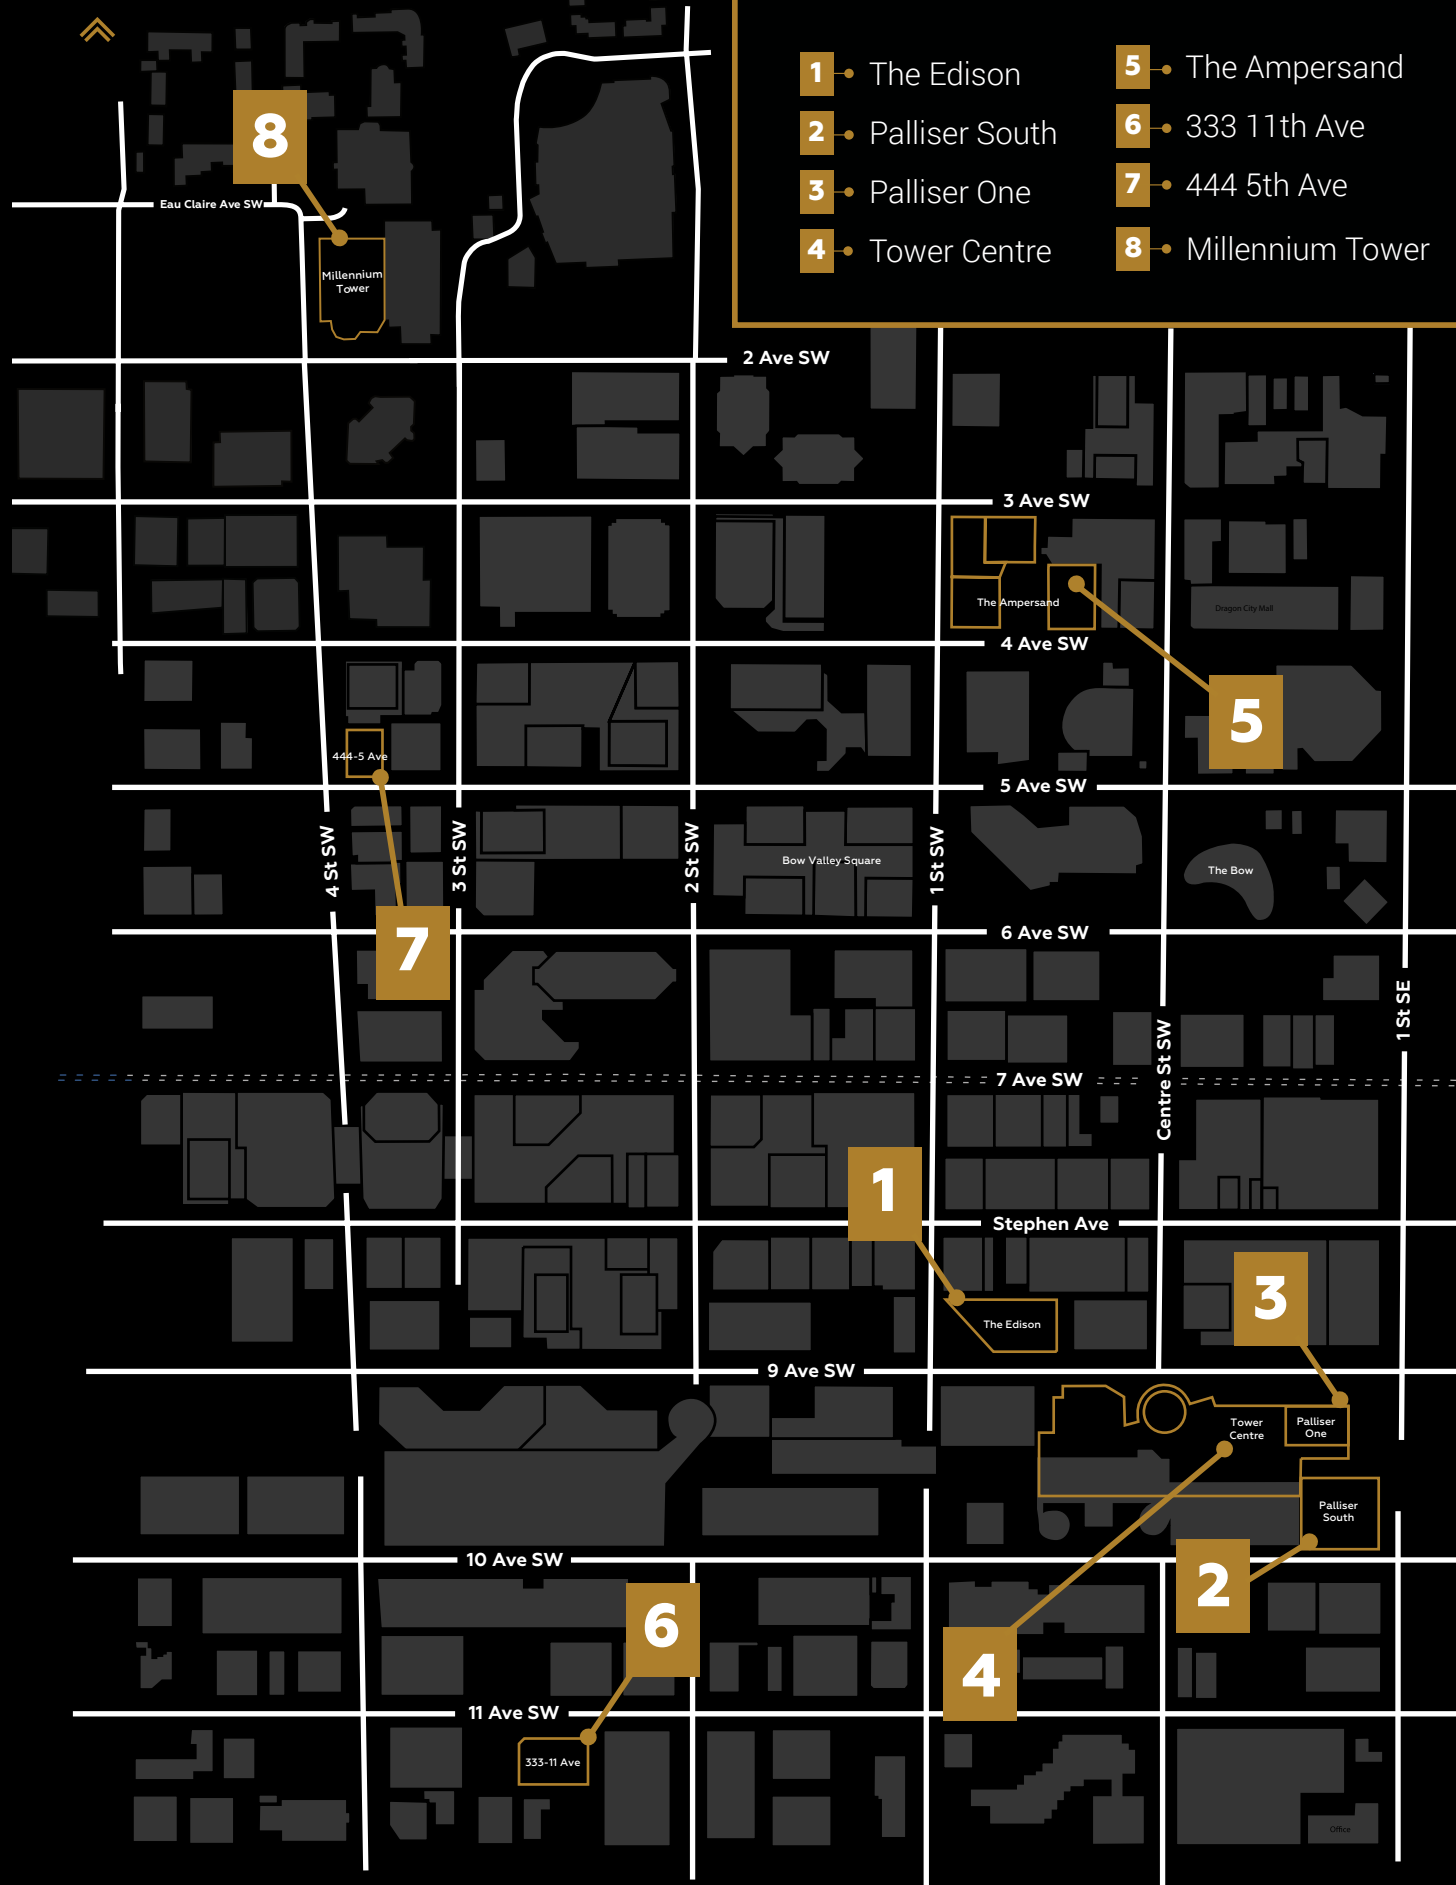 1 The Edison
2 Palliser South
3 Palliser One
4 Tower Centre
5 The Ampersand
6 333 11th Ave
7 444 5th Ave
8 Millennium Tower
8
Eau Claire Ave SW
Millennium
Tower
2 Ave SW
3 Ave SW
The Ampersand
Dragon City Mall
4 Ave SW
5
444-5 Ave
5 Ave SW
4 St SW
3 St SW
2 St SW
1 St SW
Bow Valley Square
The Bow
7
6 Ave SW
1 St SE
Centre St SW
7 Ave SW
1
Stephen Ave
3
The Edison
9 Ave SW
Tower
Centre
Palliser
One
Palliser
South
10 Ave SW
2
6
4
11 Ave SW
333-11 Ave
Office